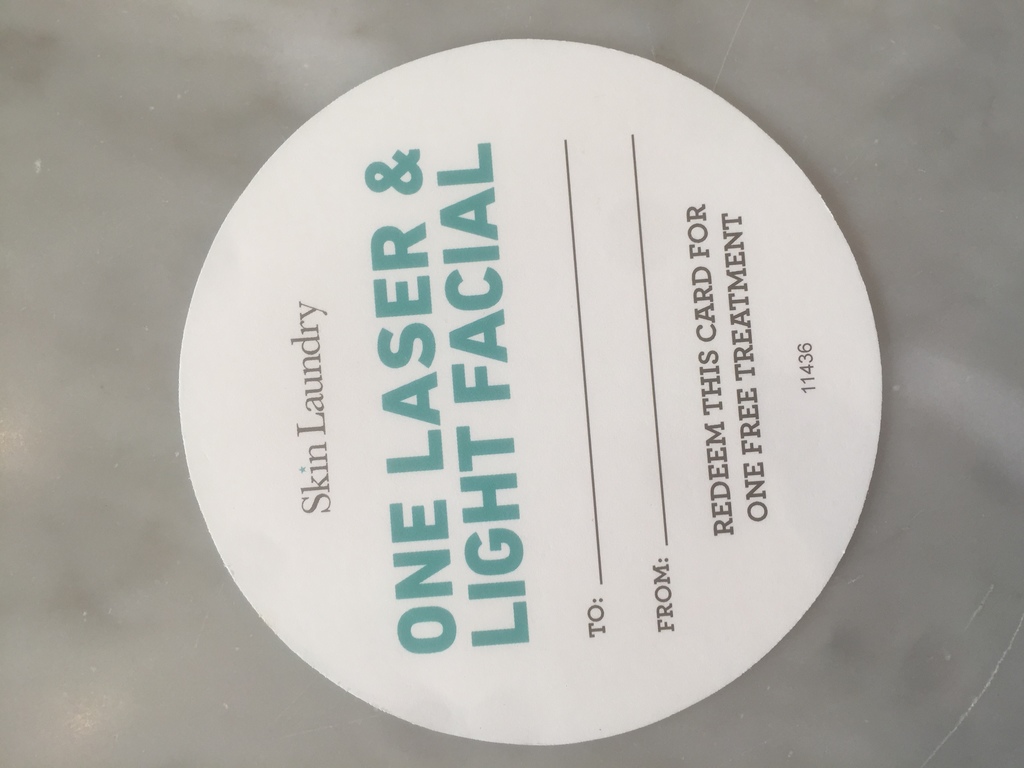 Skin Laundry
ONE LASER &
LIGHT FACIAL
TO:
FROM:
REDEEM THIS CARD FOR
ONE FREE TREATMENT
11436